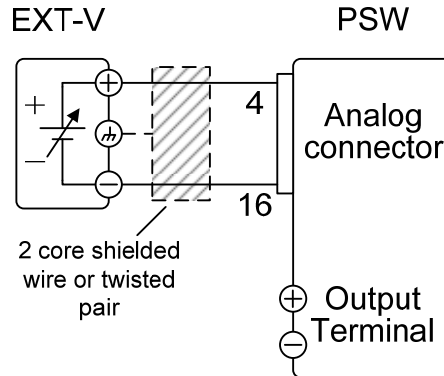 EXT-V
PSW
+
−
+
−
4
16
Analog
connector
2 core shielded
wire or twisted
pair
+
−
Output
Terminal